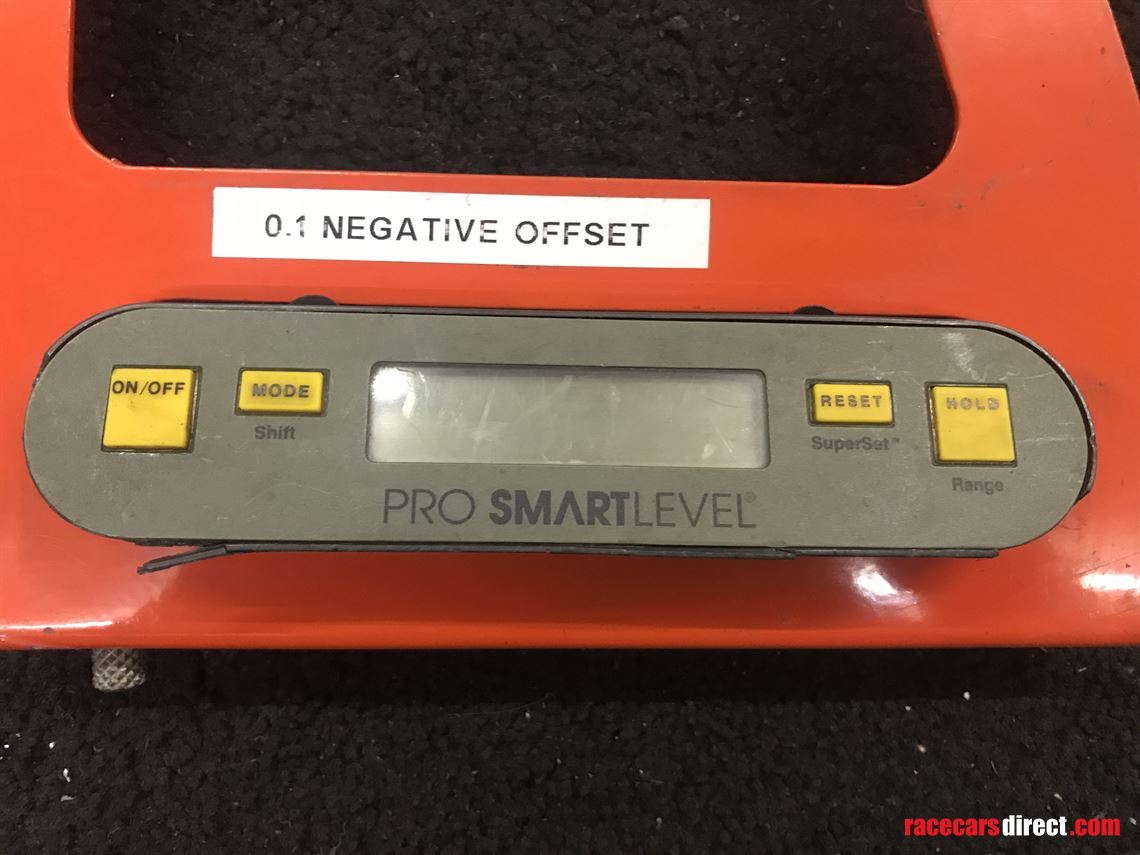 0.1 NEGATIVE OFFSET
ON/OFF
MODE
Shift
RESET
SuperSet™
HOLD
Range
PRO SMARTLEVEL®
racecarsdirect.com